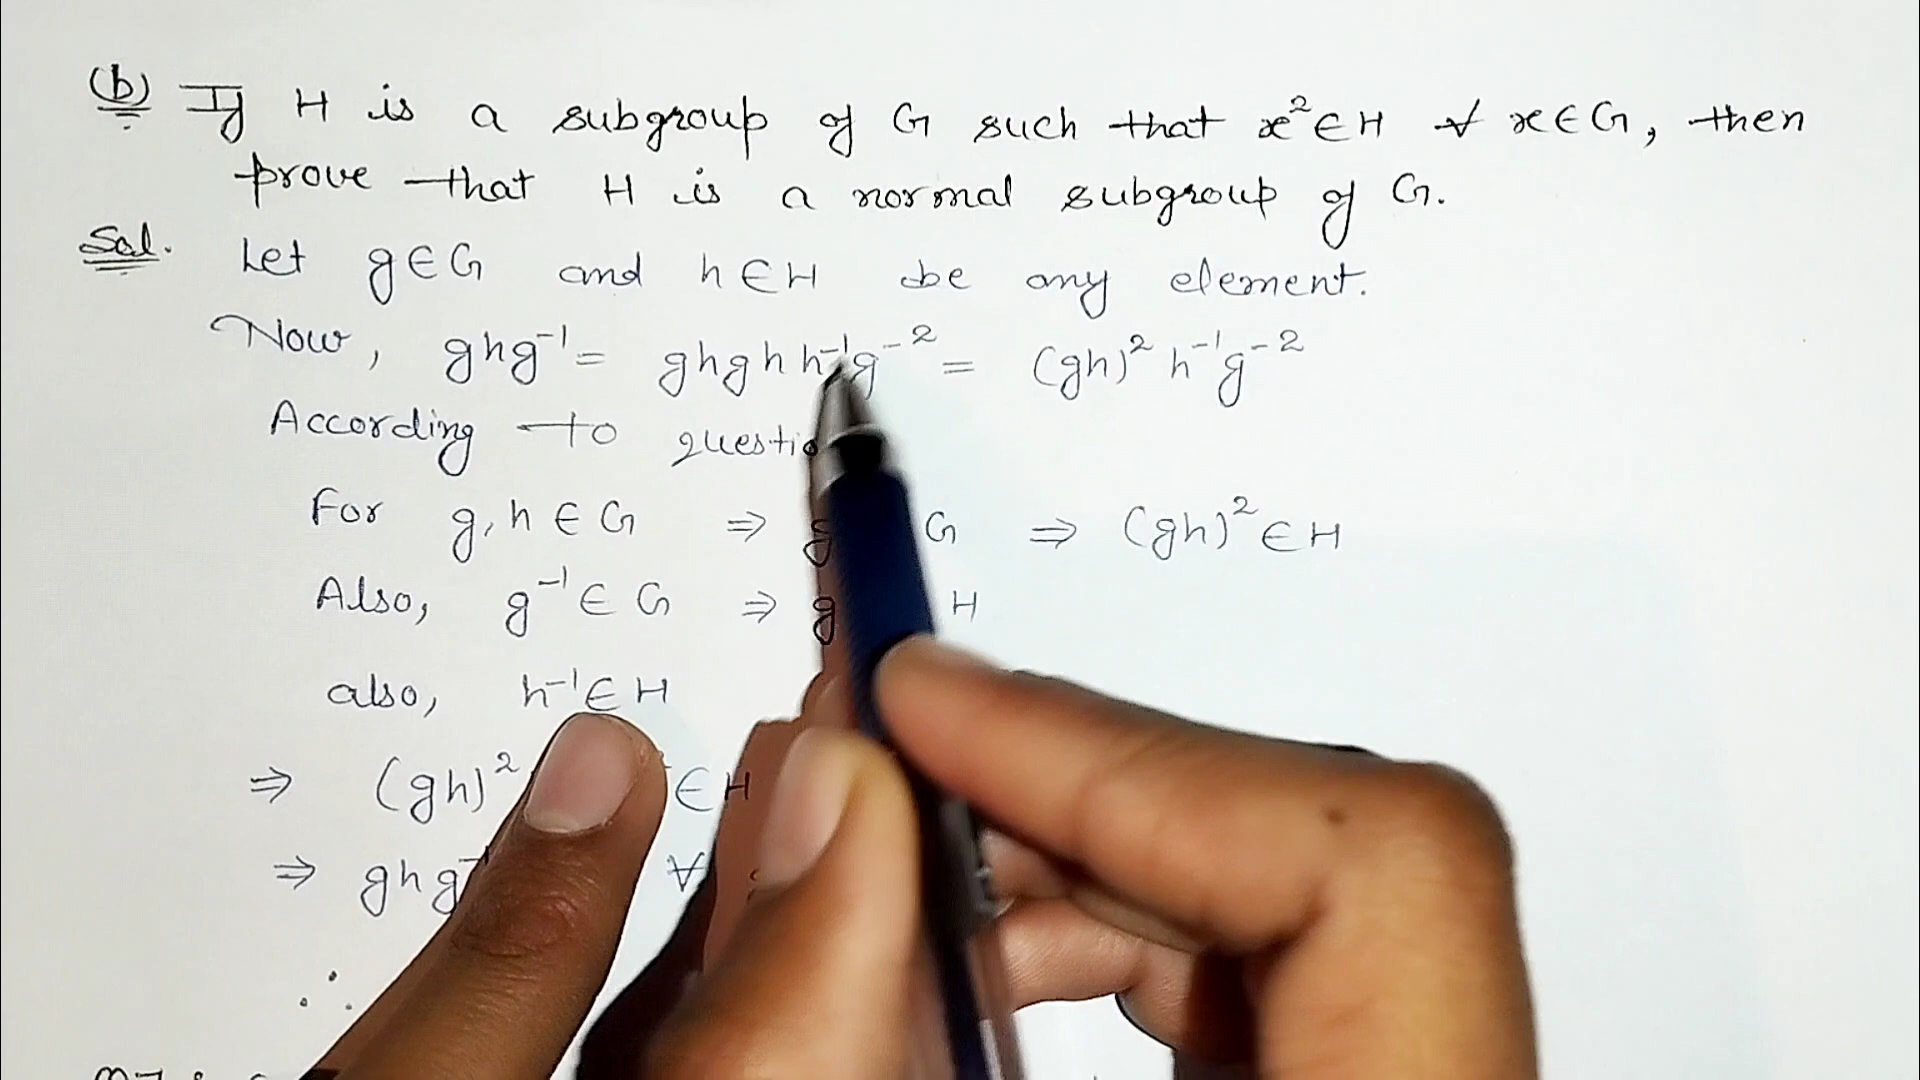 (b) If H is a subgroup of G such that x²∈H ∀ x∈G, then
prove that H is a normal subgroup of G.
Sol. Let g∈G and h∈H be any element.
Now, ghg⁻¹ = ghgh h⁻¹g⁻² = (gh)² h⁻¹g⁻²
According to
For g, h ∈ G ⇒ g G ⇒ (gh)² ∈ H
Also, g⁻¹ ∈ G ⇒ g H
also, h⁻¹ ∈ H
⇒ (gh)² ∈ H
⇒ ghg⁻¹ ∀
∴